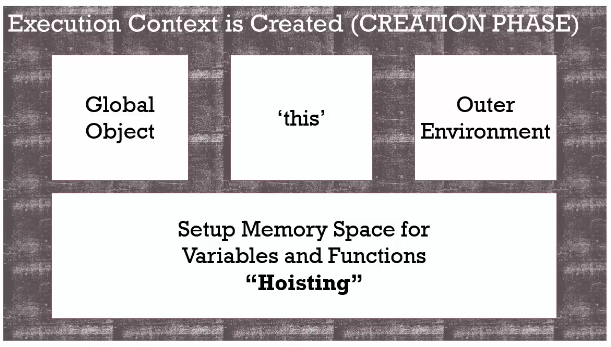 Execution Context is Created (CREATION PHASE)
Global
Object
‘this’
Outer
Environment
Setup Memory Space for
Variables and Functions
“Hoisting”